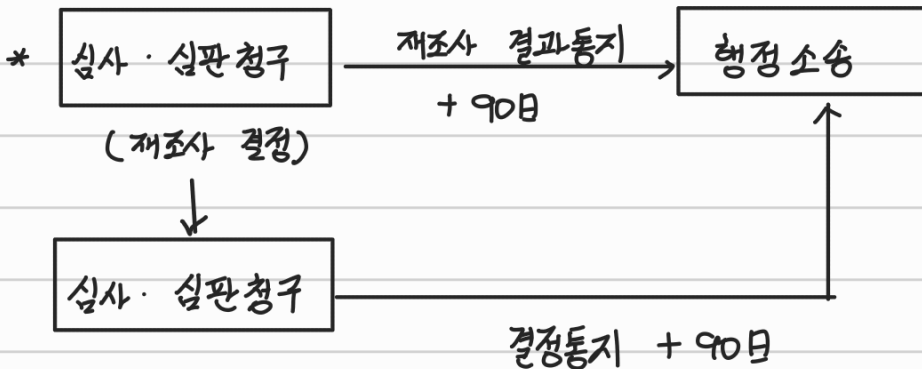 * 심사·심판청구
재조사 결과통지
+ 90日
행정소송
(재조사 결정)
심사·심판청구
결정통지 + 90日